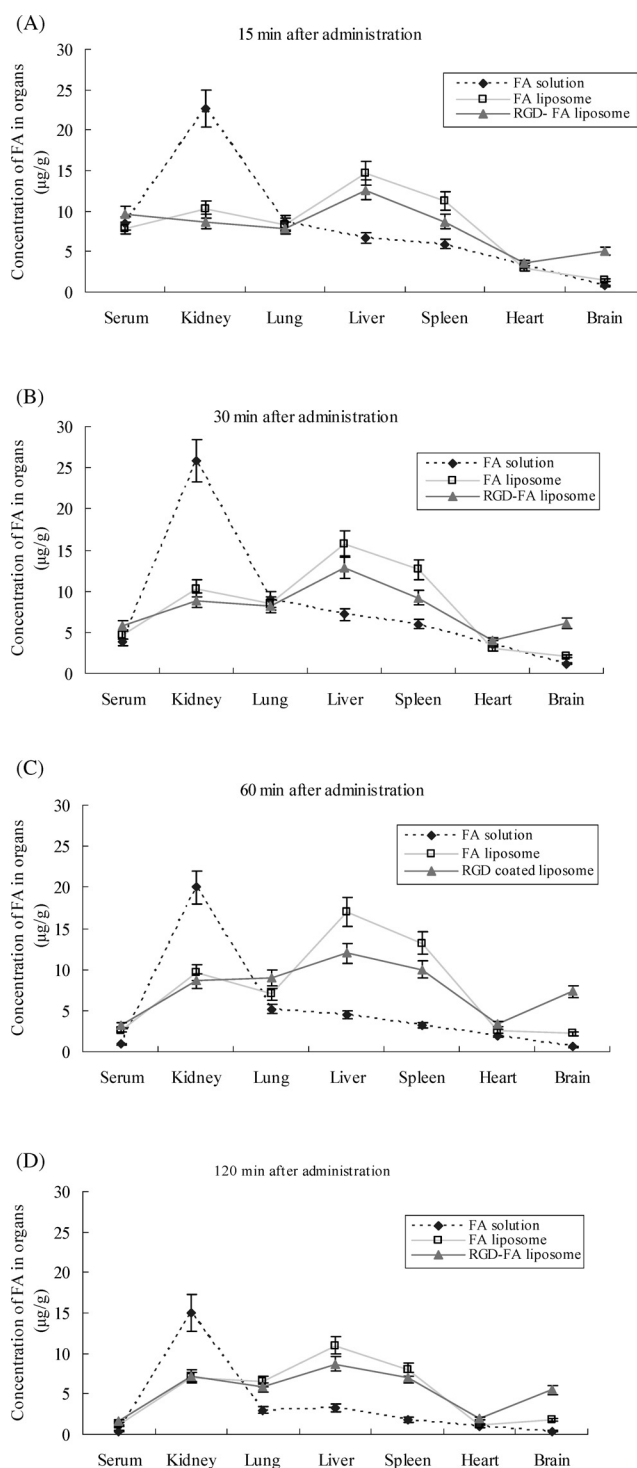 (A)
15 min after administration
Concentration of FA in organs
(μg/g)
30
25
20
15
10
5
0
FA solution
FA liposome
RGD- FA liposome
Serum Kidney Lung Liver Spleen Heart Brain
(B)
30 min after administration
Concentration of FA in organs
(μg/g)
30
25
20
15
10
5
0
FA solution
FA liposome
RGD-FA liposome
Serum Kidney Lung Liver Spleen Heart Brain
(C)
60 min after administration
Concentration of FA in organs
(μg/g)
30
25
20
15
10
5
0
FA solution
FA liposome
RGD coated liposome
Serum Kidney Lung Liver Spleen Heart Brain
(D)
120 min after administration
Concentration of FA in organs
(μg/g)
30
25
20
15
10
5
0
FA solution
FA liposome
RGD-FA liposome
Serum Kidney Lung Liver Spleen Heart Brain